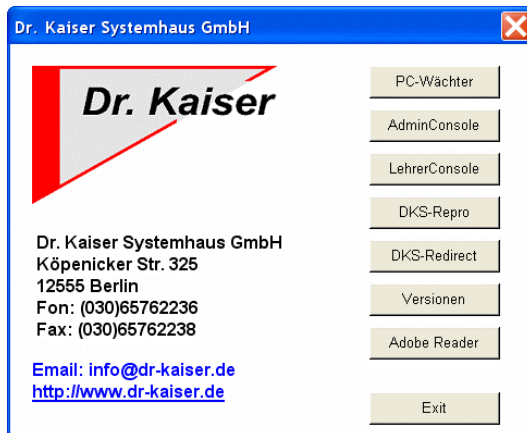 Dr. Kaiser Systemhaus GmbH
Dr. Kaiser
Dr. Kaiser Systemhaus GmbH
Köpenicker Str. 325
12555 Berlin
Fon: (030)65762236
Fax: (030)65762238
Email: info@dr-kaiser.de
http://www.dr-kaiser.de
PC-Wächter
AdminConsole
LehrerConsole
DKS-Repro
DKS-Redirect
Versionen
Adobe Reader
Exit